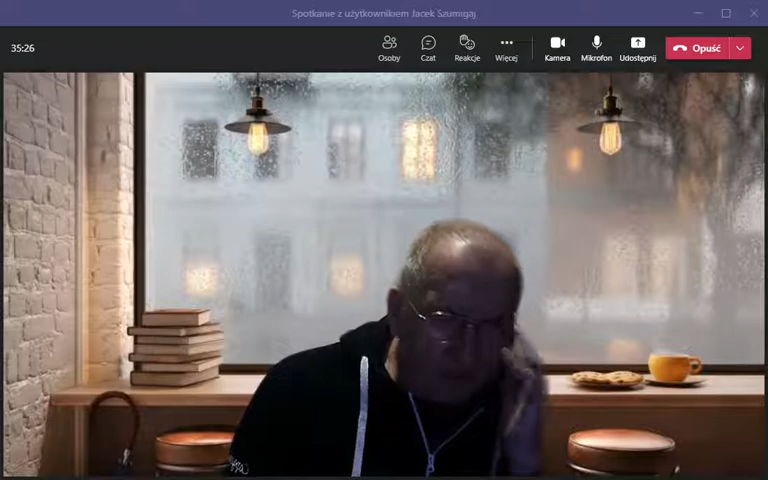 Spotkanie z użytkownikiem Jacek Szumigaj
35:26
Osoby
Czat
Reakcje
Więcej
Kamera
Mikrofon
Udostępnij
Opuść